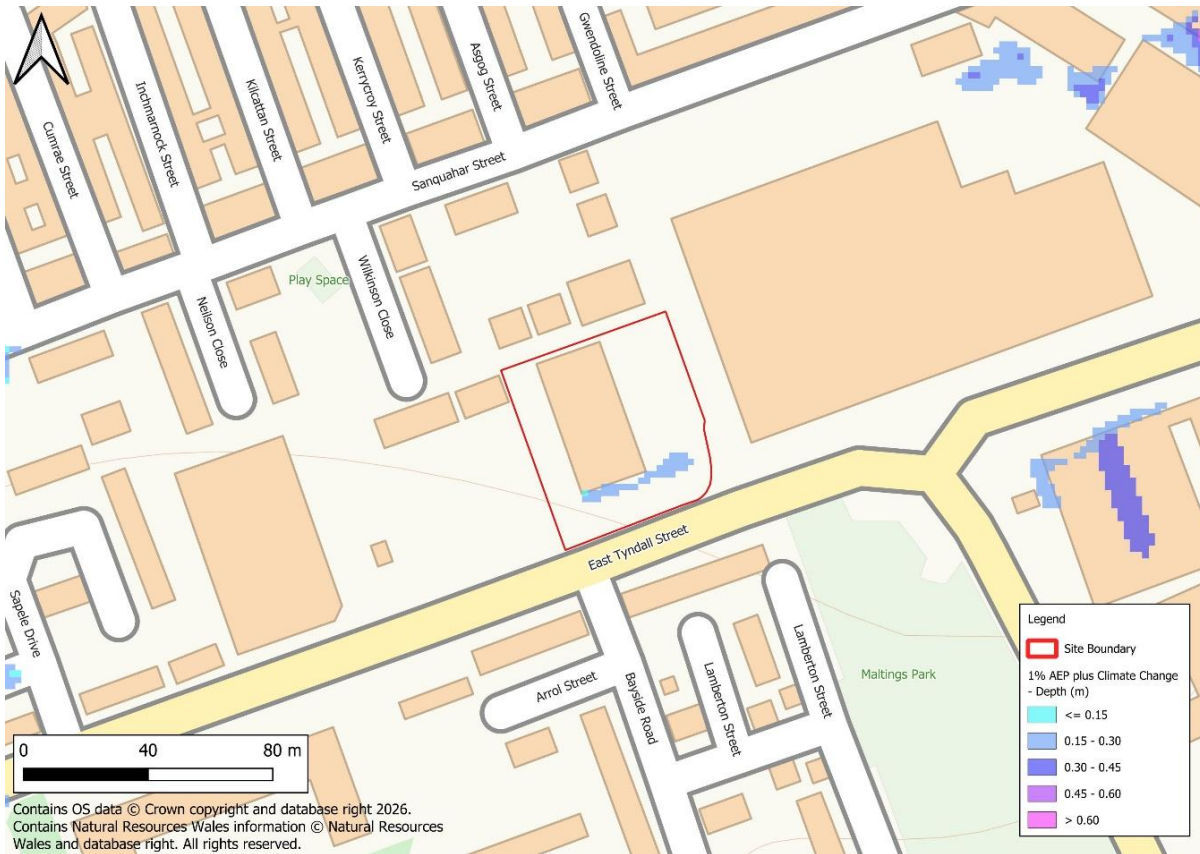 Cumrae Street
Inchmarnock Street
Kilcattan Street
Kerrycroy Street
Asgog Street
Gwendoline Street
Sanquahar Street
Play Space
Neilson Close
Wilkinson Close
Sapele Drive
East Tyndall Street
Arrol Street
Bayside Road
Lamberton Street
Lamberton Street
Maltings Park
Legend
Site Boundary
1% AEP plus Climate Change
- Depth (m)
<= 0.15
0.15 - 0.30
0.30 - 0.45
0.45 - 0.60
> 0.60
0 40 80 m
Contains OS data © Crown copyright and database right 2026.
Contains Natural Resources Wales information © Natural Resources
Wales and database right. All rights reserved.